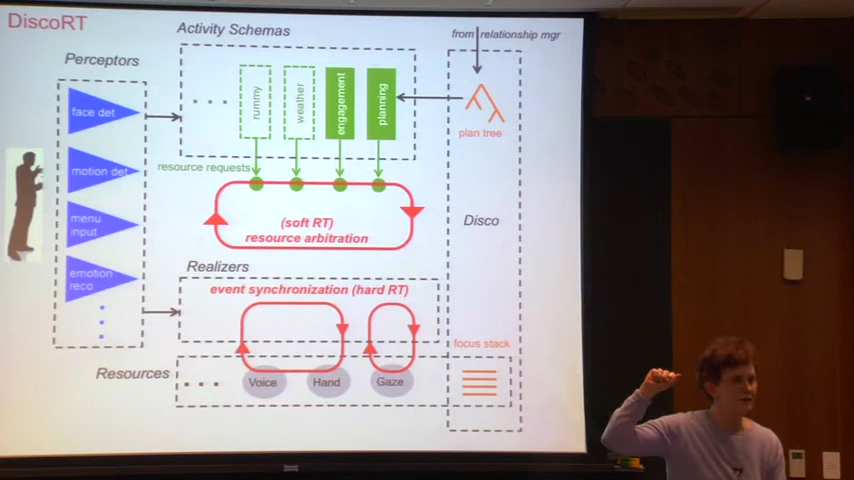 DiscoRT
Activity Schemas
from relationship mgr
Perceptors
face det
motion det
menu
input
emotion
reco
rummy
weather
engagement
planning
plan tree
resource requests
(soft RT)
resource arbitration
Disco
Realizers
event synchronization (hard RT)
focus stack
Resources
Voice
Hand
Gaze